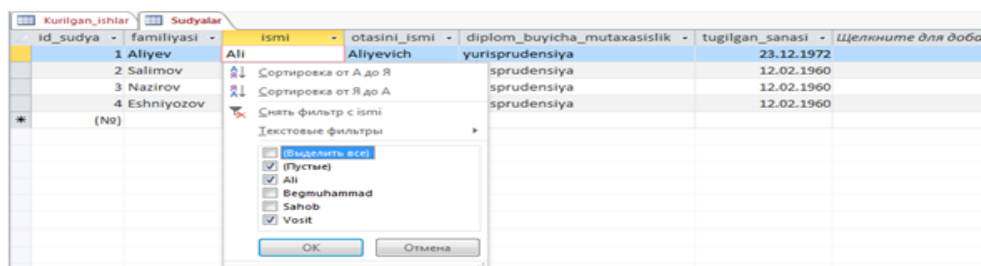 Kurilgan_ishlar Sudyalar
id_sudya familiyasi ismi otasini_ismi diplom_buyicha_mutaxasislik tugilgan_sanasi Щелкните для доба
1 Aliyev Ali Aliyevich yurisprudensiya 23.12.1972
2 Salimov sprudensiya 12.02.1960
3 Nazirov sprudensiya 12.02.1960
4 Eshniyozov sprudensiya 12.02.1960
* (№)
Сортировка от А до Я
Сортировка от Я до А
Снять фильтр с ismi
Текстовые фильтры
(Выделить все)
(Пустые)
Ali
Begmuhammad
Sahob
Vosit
ОК Отмена